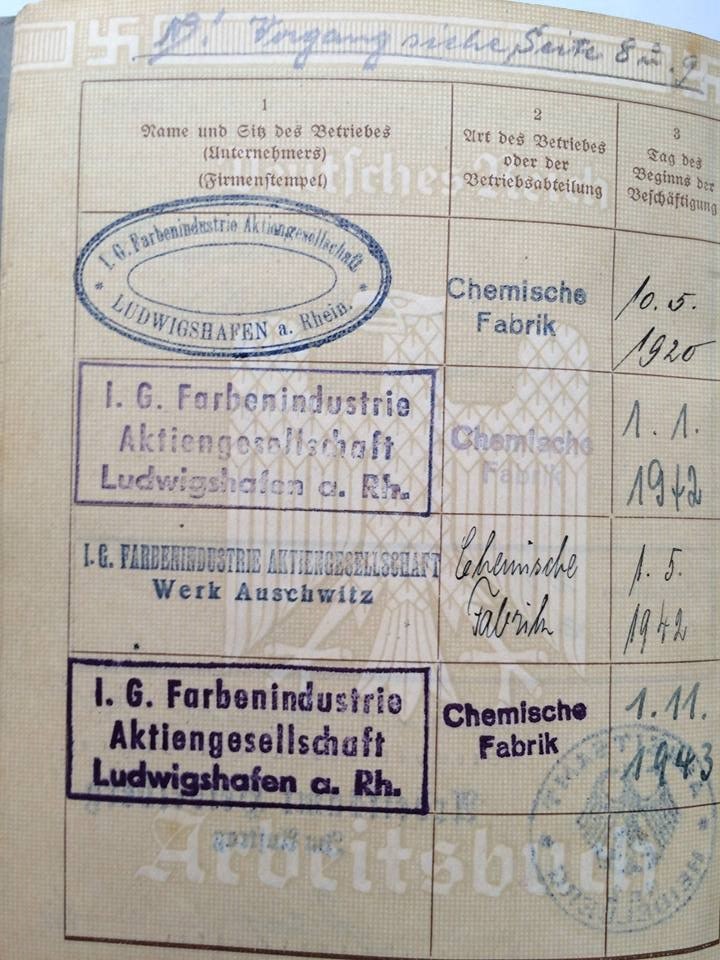 Vorgang siehe Seite 8 u. 9
1
Name und Sitz des Betriebes
(Unternehmers)
(Firmenstempel)
2
Art des Betriebes
oder der
Betriebsabteilung
3
Tag des
Beginns der
Beschäftigung
I. G. Farbenindustrie Aktiengesellschaft
* LUDWIGSHAFEN a. Rhein. *
Chemische
Fabrik
10. 5.
1920
I. G. Farbenindustrie
Aktiengesellschaft
Ludwigshafen a. Rh.
Chemische
Fabrik
1. 1.
1942
I. G. FARBENINDUSTRIE AKTIENGESELLSCHAFT
Werk Auschwitz
Chemische
Fabrik
1. 5.
1942
I. G. Farbenindustrie
Aktiengesellschaft
Ludwigshafen a. Rh.
Chemische
Fabrik
1. 11.
1943
Arbeitsbuch